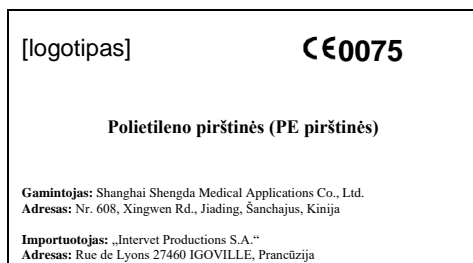 [logotipas]
CE0075
Polietileno pirštinės (PE pirštinės)
Gamintojas: Shanghai Shengda Medical Applications Co., Ltd.
Adresas: Nr. 608, Xingwen Rd., Jiading, Šanchajus, Kinija
Importuotojas: „Intervet Productions S.A.“
Adresas: Rue de Lyons 27460 IGOVILLE, Prancūzija